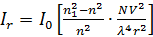 I_r = I_0 [ (n_1^2 − n^2) / n^2 · NV^2 / (λ^4 r^2) ]